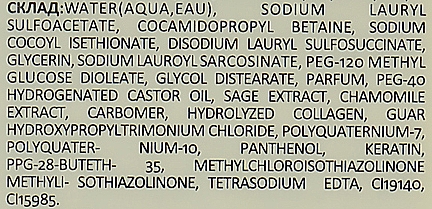 СКЛАД:WATER(AQUA,EAU), SODIUM LAURYL
SULFOACETATE, COCAMIDOPROPYL BETAINE, SODIUM
COCOYL ISETHIONATE, DISODIUM LAURYL SULFOSUCCINATE,
GLYCERIN, SODIUM LAUROYL SARCOSINATE, PEG-120 METHYL
GLUCOSE DIOLEATE, GLYCOL DISTEARATE, PARFUM, PEG-40
HYDROGENATED CASTOR OIL, SAGE EXTRACT, CHAMOMILE
EXTRACT, CARBOMER, HYDROLYZED COLLAGEN, GUAR
HYDROXYPROPYLTRIMONIUM CHLORIDE, POLYQUATERNIUM-7,
POLYQUATER- NIUM-10, PANTHENOL, KERATIN,
PPG-28-BUTETH- 35, METHYLCHLOROISOTHIAZOLINONE
METHYLI- SOTHIAZOLINONE, TETRASODIUM EDTA, CI19140,
CI15985.